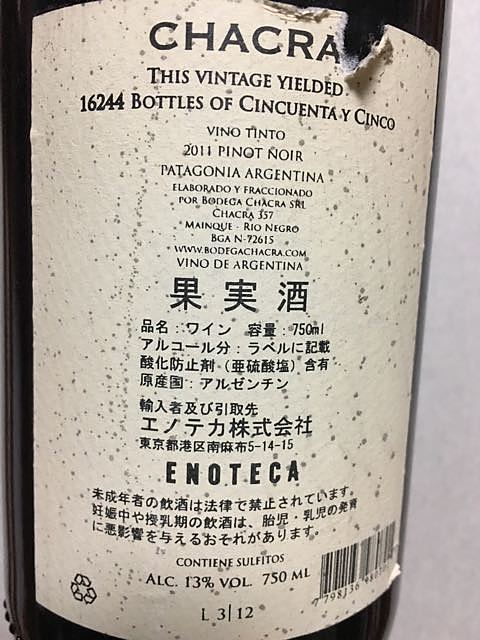 CHACRA
THIS VINTAGE YIELDED
16244 BOTTLES OF CINCUENTA Y CINCO
VINO TINTO
2011 PINOT NOIR
PATAGONIA ARGENTINA
ELABORADO Y FRACCIONADO
POR BODEGA CHACRA SRL
CHACRA 357
MAINQUE - RIO NEGRO
BGA N-72615
WWW.BODEGACHACRA.COM
VINO DE ARGENTINA
果実酒
品名：ワイン 容量：750ml
アルコール分：ラベルに記載
酸化防止剤（亜硫酸塩）含有
原産国：アルゼンチン
輸入者及び引取先
エノテカ株式会社
東京都港区南麻布5-14-15
ENOTECA
未成年者の飲酒は法律で禁止されています。
妊娠中や授乳期の飲酒は、胎児・乳児の発育
に悪影響を与えるおそれがあります。
CONTIENE SULFITOS
ALC. 13% VOL. 750 ML
L 3|12